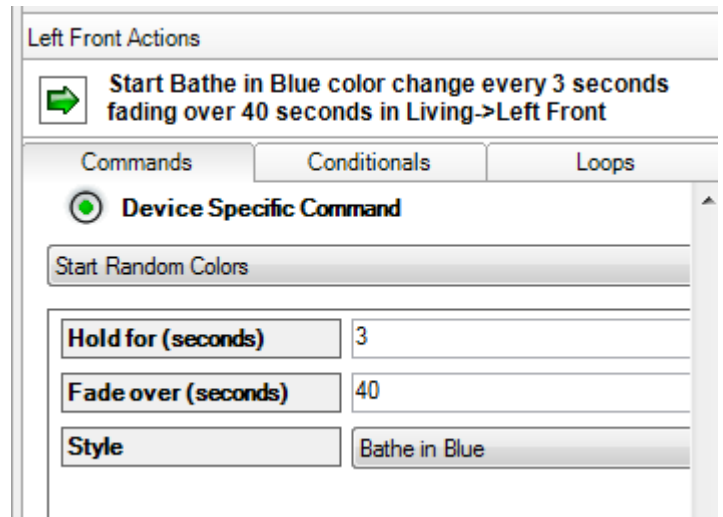 Left Front Actions
Start Bathe in Blue color change every 3 seconds
fading over 40 seconds in Living->Left Front
Commands Conditionals Loops
Device Specific Command
Start Random Colors
Hold for (seconds) 3
Fade over (seconds) 40
Style Bathe in Blue